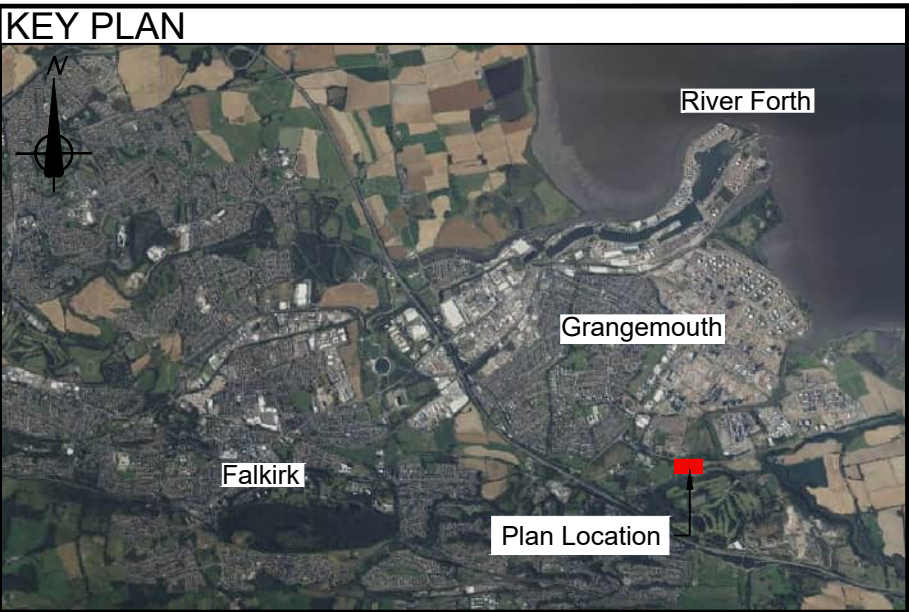 KEY PLAN
N
River Forth
Grangemouth
Falkirk
Plan Location